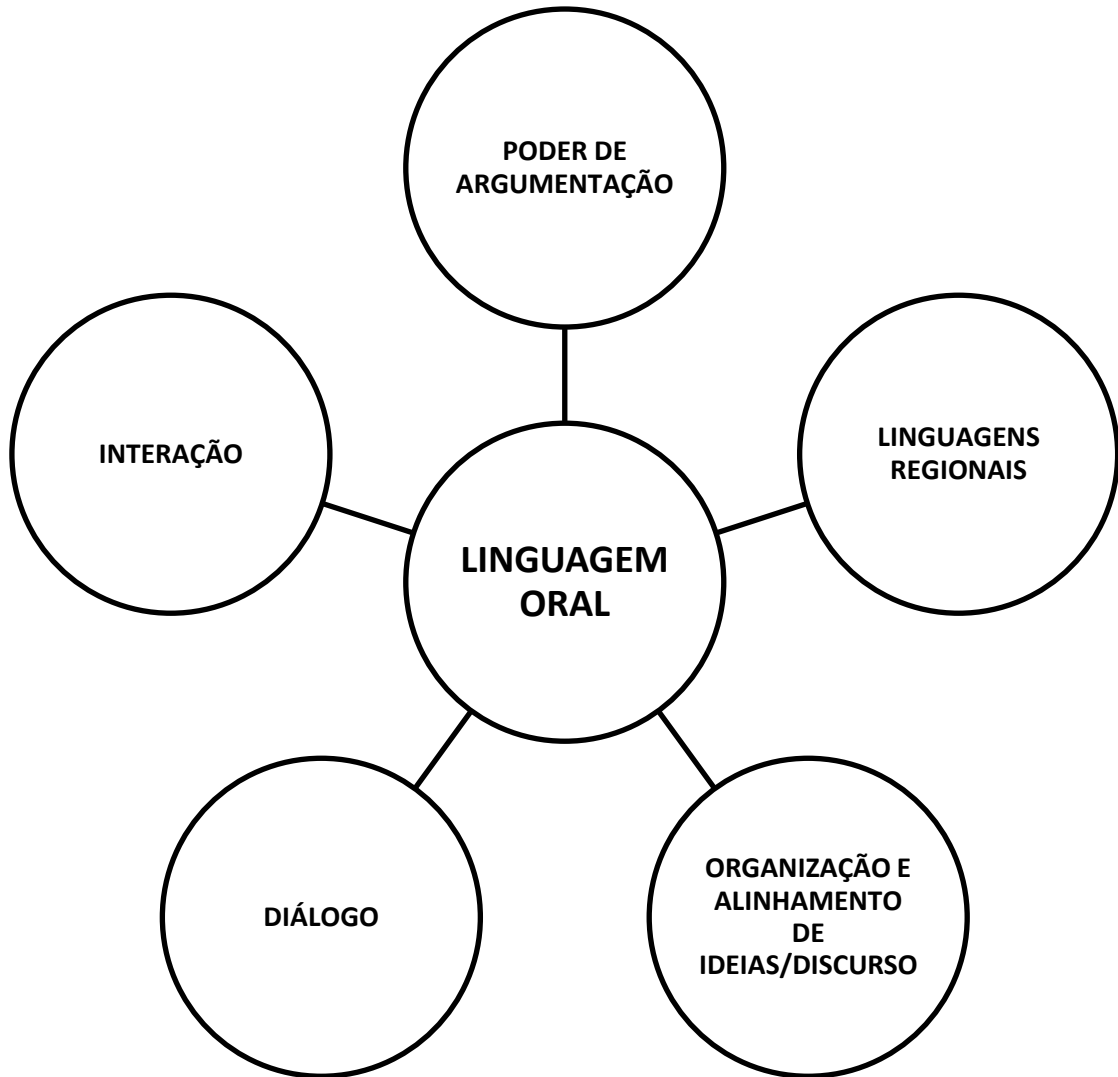 PODER DE
ARGUMENTAÇÃO
INTERAÇÃO
LINGUAGENS
REGIONAIS
LINGUAGEM
ORAL
DIÁLOGO
ORGANIZAÇÃO E
ALINHAMENTO
DE
IDEIAS/DISCURSO